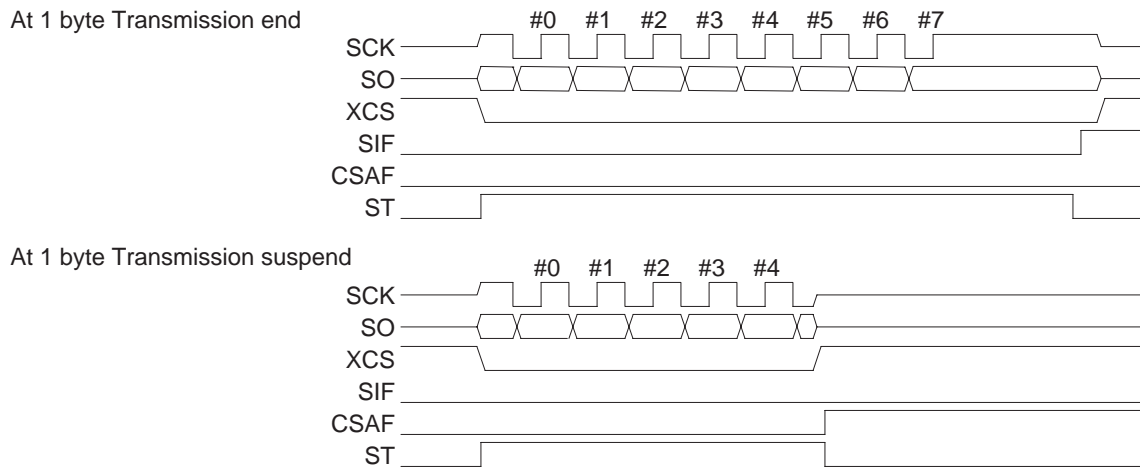 At 1 byte Transmission end
#0 #1 #2 #3 #4 #5 #6 #7
SCK
SO
XCS
SIF
CSAF
ST
At 1 byte Transmission suspend
#0 #1 #2 #3 #4
SCK
SO
XCS
SIF
CSAF
ST